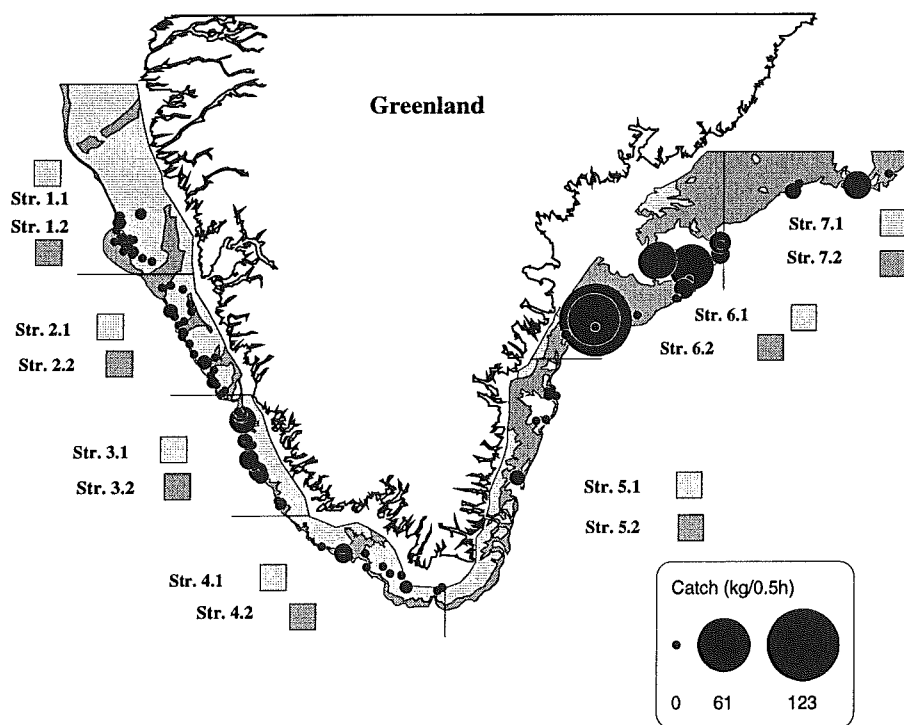 Greenland
Str. 1.1
Str. 1.2
Str. 2.1
Str. 2.2
Str. 3.1
Str. 3.2
Str. 4.1
Str. 4.2
Str. 7.1
Str. 7.2
Str. 6.1
Str. 6.2
Str. 5.1
Str. 5.2
Catch (kg/0.5h)
0 61 123